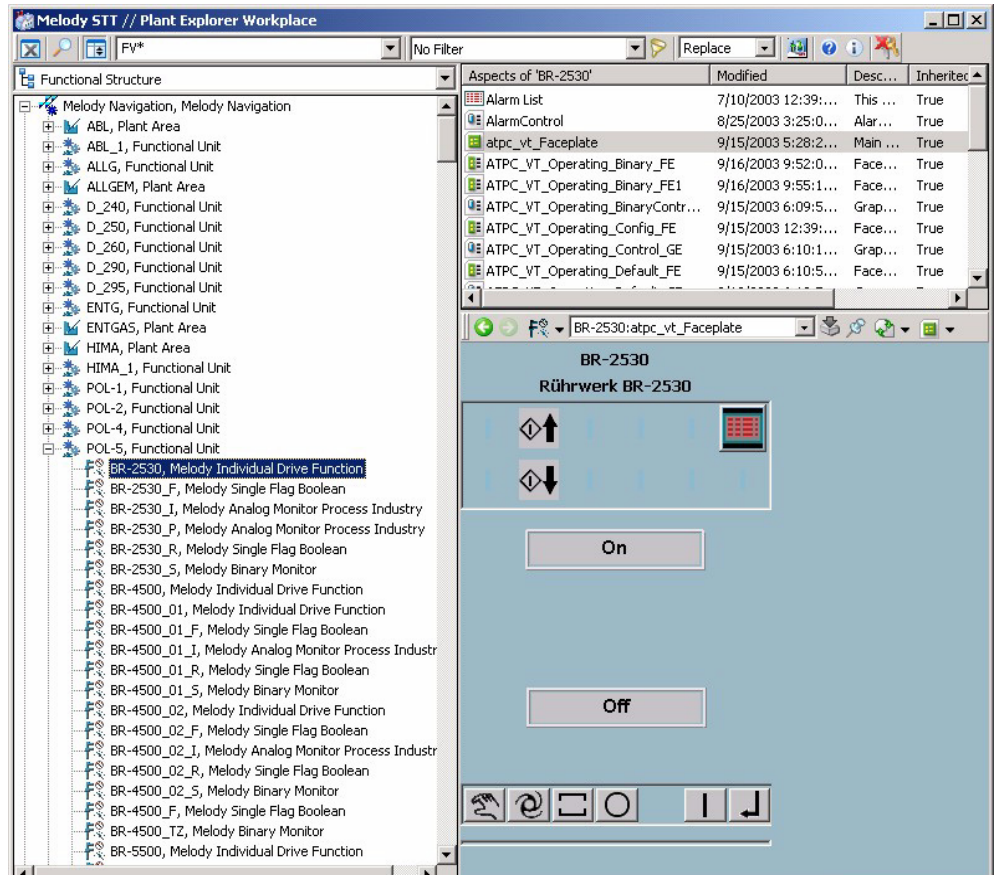 Melody STT // Plant Explorer Workplace
FV*
No Filter
Replace
Functional Structure
Melody Navigation, Melody Navigation
ABL, Plant Area
ABL_1, Functional Unit
ALLG, Functional Unit
ALLGEM, Plant Area
D_240, Functional Unit
D_250, Functional Unit
D_260, Functional Unit
D_290, Functional Unit
D_295, Functional Unit
ENTG, Functional Unit
ENTGAS, Plant Area
HIMA, Plant Area
HIMA_1, Functional Unit
POL-1, Functional Unit
POL-2, Functional Unit
POL-4, Functional Unit
POL-5, Functional Unit
BR-2530, Melody Individual Drive Function
BR-2530_F, Melody Single Flag Boolean
BR-2530_I, Melody Analog Monitor Process Industry
BR-2530_P, Melody Analog Monitor Process Industry
BR-2530_R, Melody Single Flag Boolean
BR-2530_S, Melody Binary Monitor
BR-4500, Melody Individual Drive Function
BR-4500_01, Melody Individual Drive Function
BR-4500_01_F, Melody Single Flag Boolean
BR-4500_01_I, Melody Analog Monitor Process Industr
BR-4500_01_R, Melody Single Flag Boolean
BR-4500_01_S, Melody Binary Monitor
BR-4500_02, Melody Individual Drive Function
BR-4500_02_F, Melody Single Flag Boolean
BR-4500_02_I, Melody Analog Monitor Process Industr
BR-4500_02_R, Melody Single Flag Boolean
BR-4500_02_S, Melody Binary Monitor
BR-4500_F, Melody Single Flag Boolean
BR-4500_TZ, Melody Binary Monitor
BR-5500, Melody Individual Drive Function
Aspects of 'BR-2530' Modified Desc... Inherited
Alarm List 7/10/2003 12:39:... This ... True
AlarmControl 8/25/2003 3:25:0... Alar... True
atpc_vt_Faceplate 9/15/2003 5:28:2... Main ... True
ATPC_VT_Operating_Binary_FE 9/16/2003 9:52:0... Face... True
ATPC_VT_Operating_Binary_FE1 9/16/2003 9:55:1... Face... True
ATPC_VT_Operating_BinaryContr... 9/15/2003 6:09:5... Grap... True
ATPC_VT_Operating_Config_FE 9/15/2003 12:39:... Face... True
ATPC_VT_Operating_Control_GE 9/15/2003 6:10:1... Grap... True
ATPC_VT_Operating_Default_FE 9/15/2003 6:10:5... Face... True
BR-2530:atpc_vt_Faceplate
BR-2530
Rührwerk BR-2530
On
Off